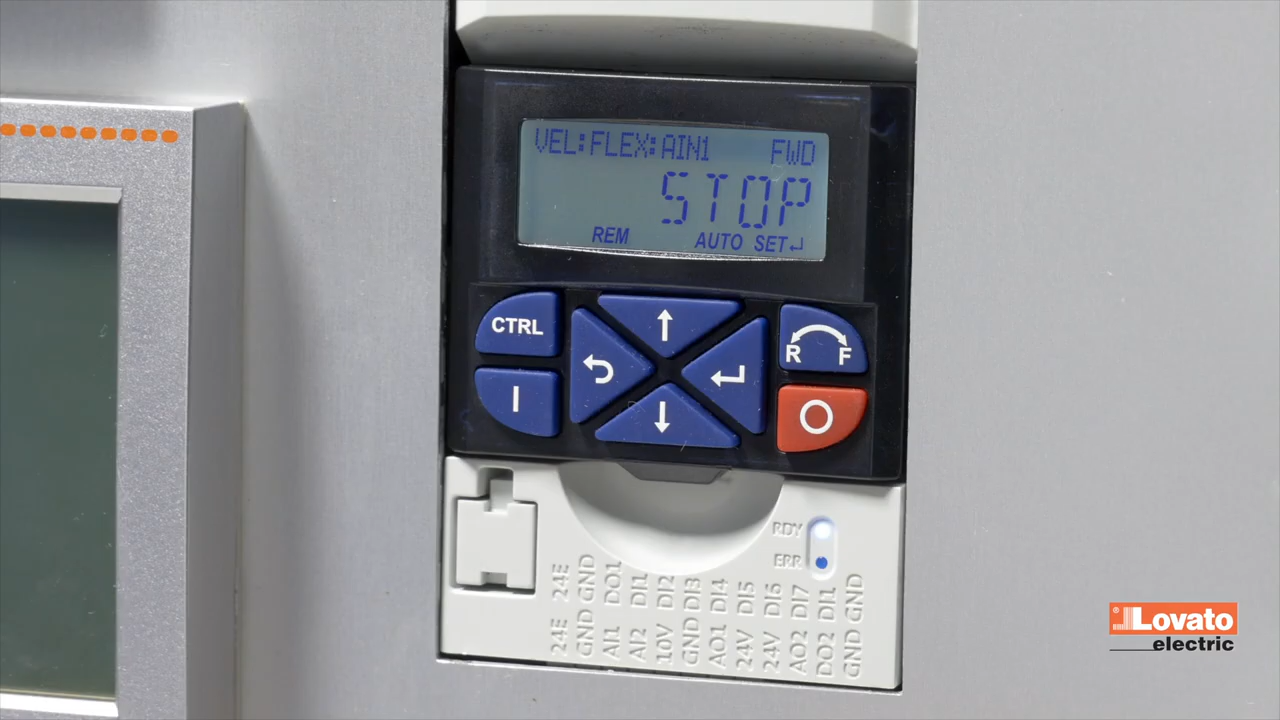 VEL:FLEX:AIN1 FWD
STOP
REM AUTO SET↵
CTRL ↑ R F
I ↓ O
RDY
ERR
24E 24E
GND GND
AI1 DO1
AI2 DI1
10V DI2
GND DI3
AO1 DI4
24V DI5
24V DI6
AO2 DI7
DO2 DI1
GND GND
Lovato
electric